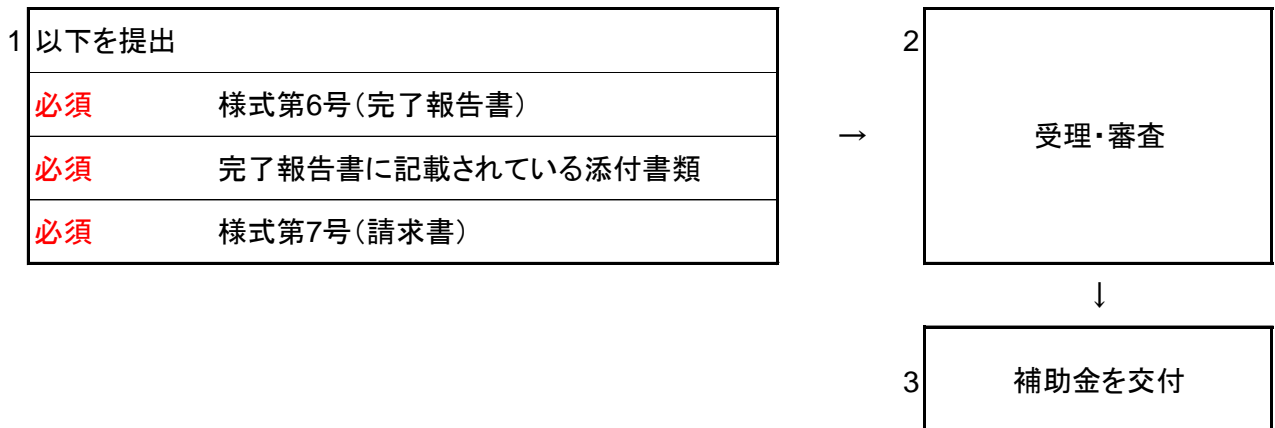 1 以下を提出
必須 様式第6号（完了報告書）
必須 完了報告書に記載されている添付書類
必須 様式第7号（請求書）
→
2
受理・審査
↓
3 補助金を交付